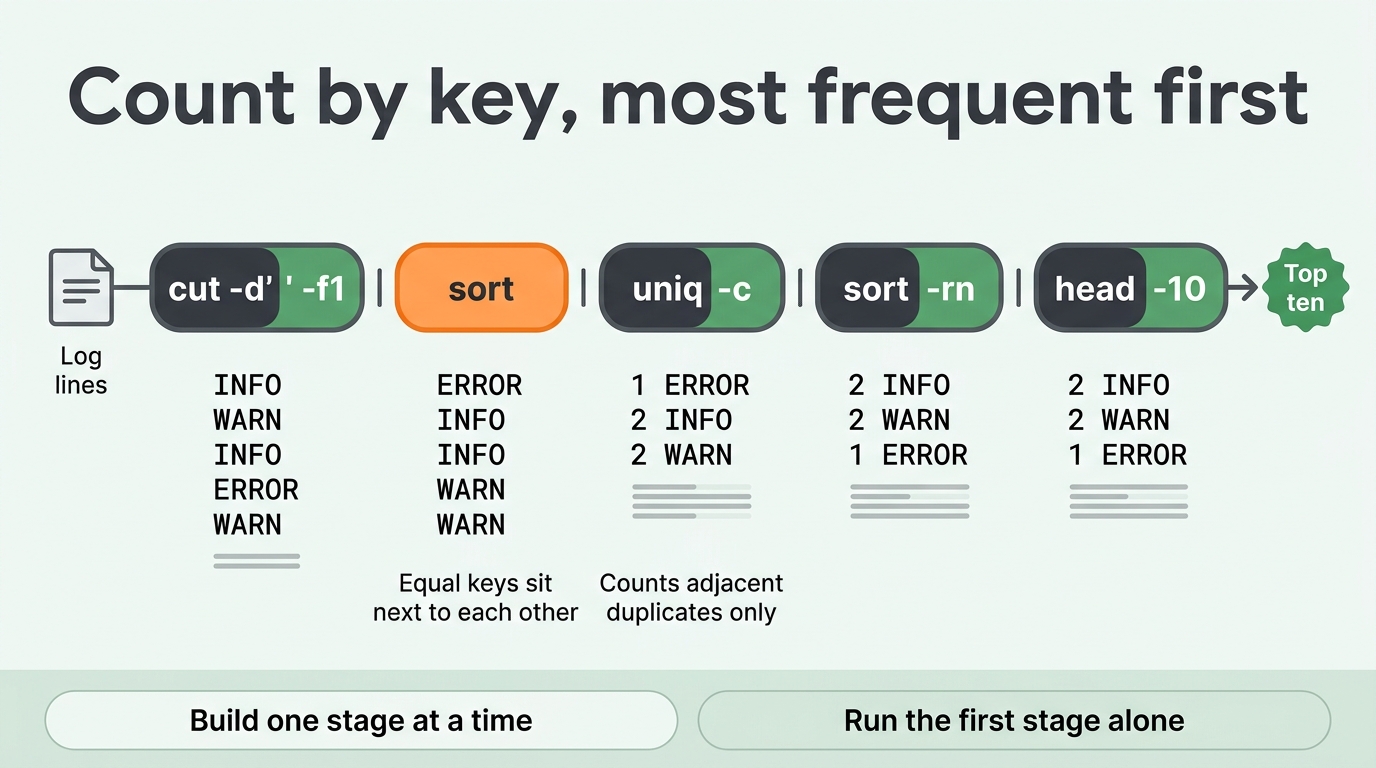 Count by key, most frequent first
Log
lines
cut -d’ ’ -f1
INFO
WARN
INFO
ERROR
WARN
|
sort
ERROR
INFO
INFO
WARN
WARN
Equal keys sit
next to each other
|
uniq -c
1 ERROR
2 INFO
2 WARN
Counts adjacent
duplicates only
|
sort -rn
2 INFO
2 WARN
1 ERROR
|
head -10
2 INFO
2 WARN
1 ERROR
Top
ten
Build one stage at a time
Run the first stage alone